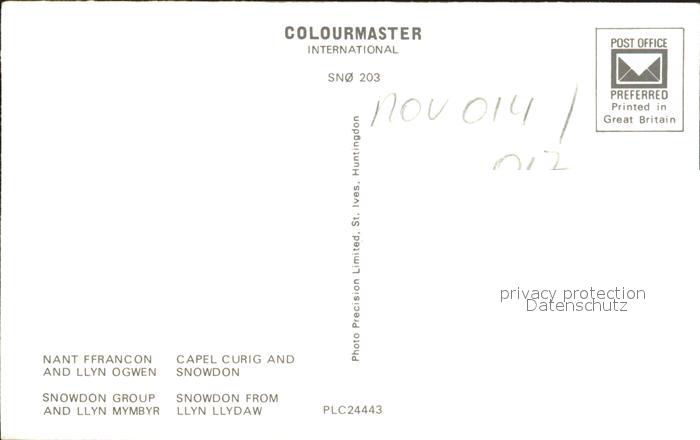 COLOURMASTER
INTERNATIONAL
SNØ 203
POST OFFICE
PREFERRED
Printed in
Great Britain
NOV 014 /
Photo Precision Limited, St. Ives, Huntingdon
privacy protection
Datenschutz
NANT FFRANCON
AND LLYN OGWEN
CAPEL CURIG AND
SNOWDON
SNOWDON GROUP
AND LLYN MYMBYR
SNOWDON FROM
LLYN LLYDAW
PLC24443